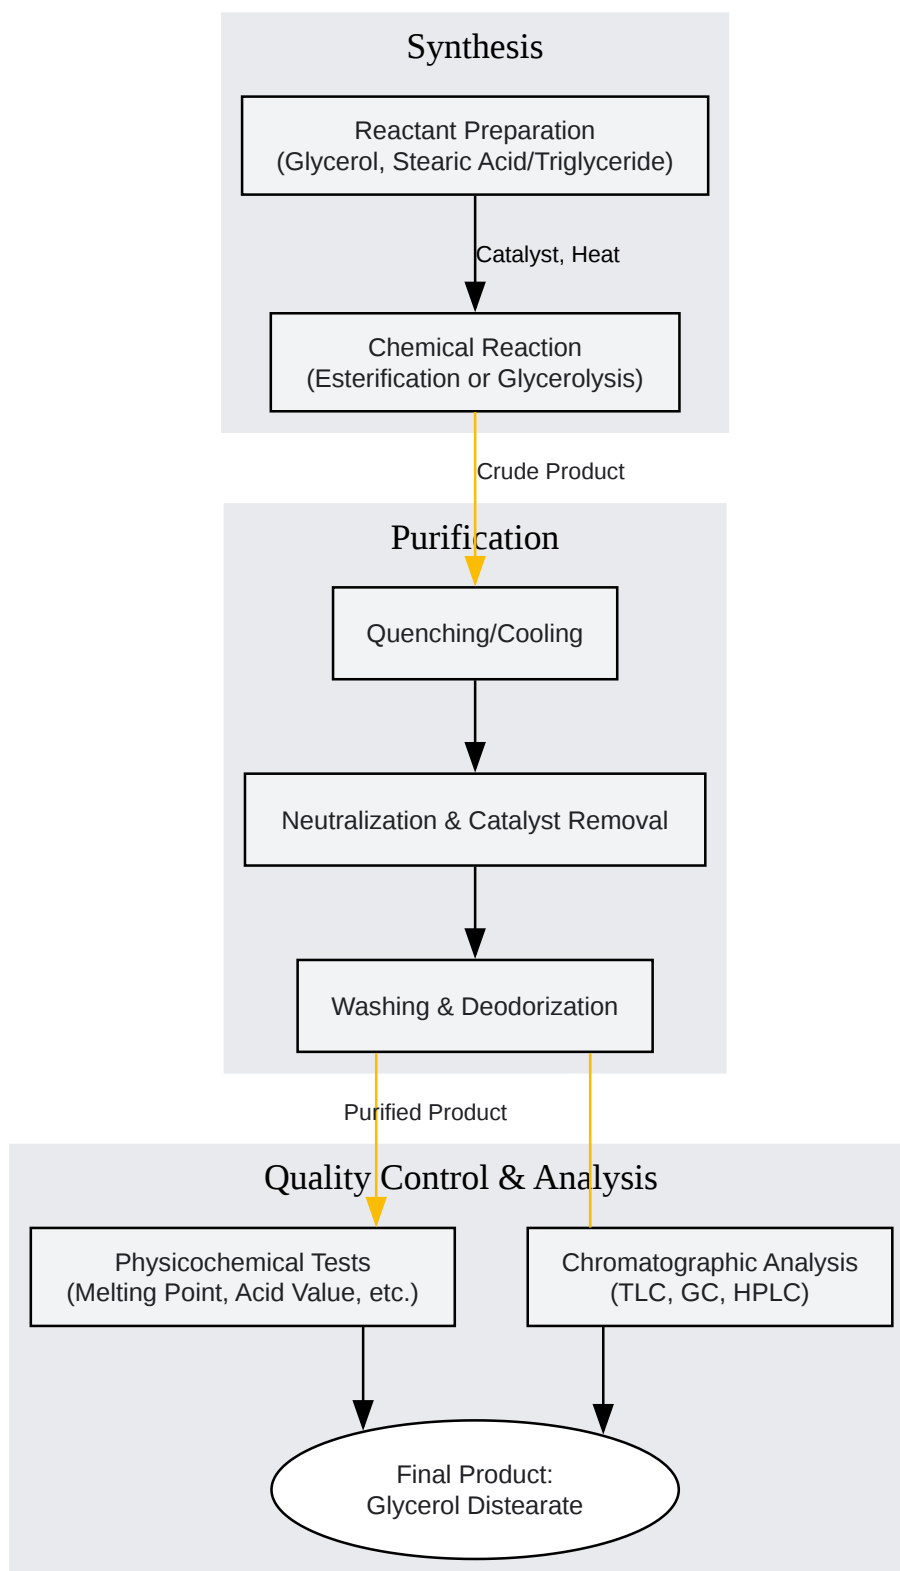 Synthesis
Reactant Preparation
(Glycerol, Stearic Acid/Triglyceride)
Catalyst, Heat
Chemical Reaction
(Esterification or Glycerolysis)
Crude Product
Purification
Quenching/Cooling
Neutralization & Catalyst Removal
Washing & Deodorization
Purified Product
Quality Control & Analysis
Physicochemical Tests
(Melting Point, Acid Value, etc.)
Chromatographic Analysis
(TLC, GC, HPLC)
Final Product:
Glycerol Distearate